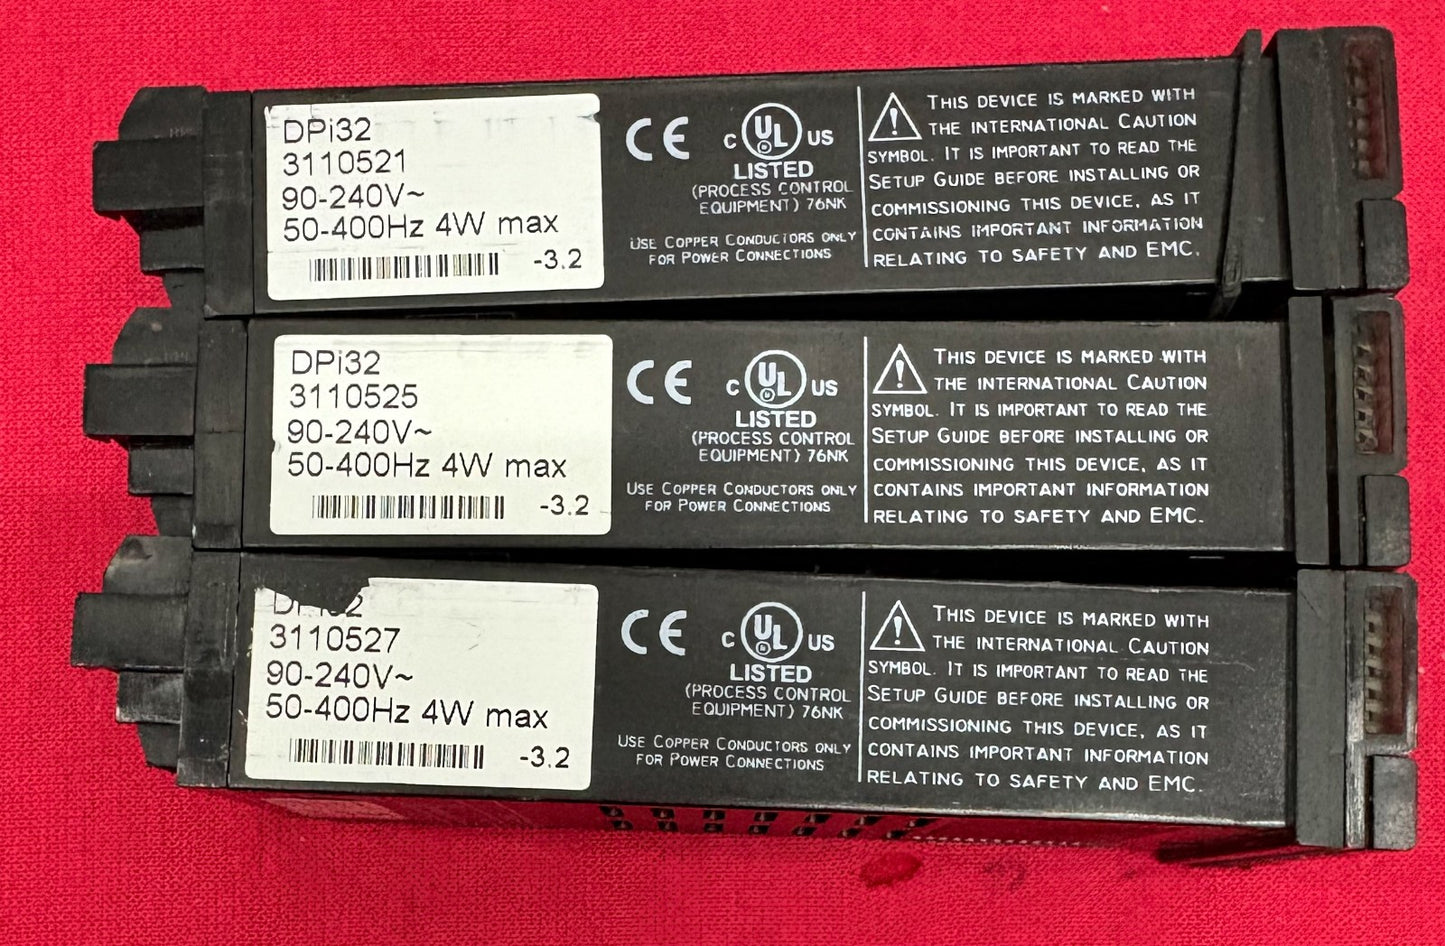 DPi32
3110521
90-240V~
50-400Hz 4W max
-3.2
CE
C UL US
LISTED
(PROCESS CONTROL
EQUIPMENT) 76NK
USE COPPER CONDUCTORS ONLY
FOR POWER CONNECTIONS
THIS DEVICE IS MARKED WITH
THE INTERNATIONAL CAUTION
SYMBOL. IT IS IMPORTANT TO READ THE
SETUP GUIDE BEFORE INSTALLING OR
COMMISSIONING THIS DEVICE, AS IT
CONTAINS IMPORTANT INFORMATION
RELATING TO SAFETY AND EMC.
DPi32
3110525
90-240V~
50-400Hz 4W max
-3.2
CE
C UL US
LISTED
(PROCESS CONTROL
EQUIPMENT) 76NK
USE COPPER CONDUCTORS ONLY
FOR POWER CONNECTIONS
THIS DEVICE IS MARKED WITH
THE INTERNATIONAL CAUTION
SYMBOL. IT IS IMPORTANT TO READ THE
SETUP GUIDE BEFORE INSTALLING OR
COMMISSIONING THIS DEVICE, AS IT
CONTAINS IMPORTANT INFORMATION
RELATING TO SAFETY AND EMC.
DPi32
3110527
90-240V~
50-400Hz 4W max
-3.2
CE
C UL US
LISTED
(PROCESS CONTROL
EQUIPMENT) 76NK
USE COPPER CONDUCTORS ONLY
FOR POWER CONNECTIONS
THIS DEVICE IS MARKED WITH
THE INTERNATIONAL CAUTION
SYMBOL. IT IS IMPORTANT TO READ THE
SETUP GUIDE BEFORE INSTALLING OR
COMMISSIONING THIS DEVICE, AS IT
CONTAINS IMPORTANT INFORMATION
RELATING TO SAFETY AND EMC.